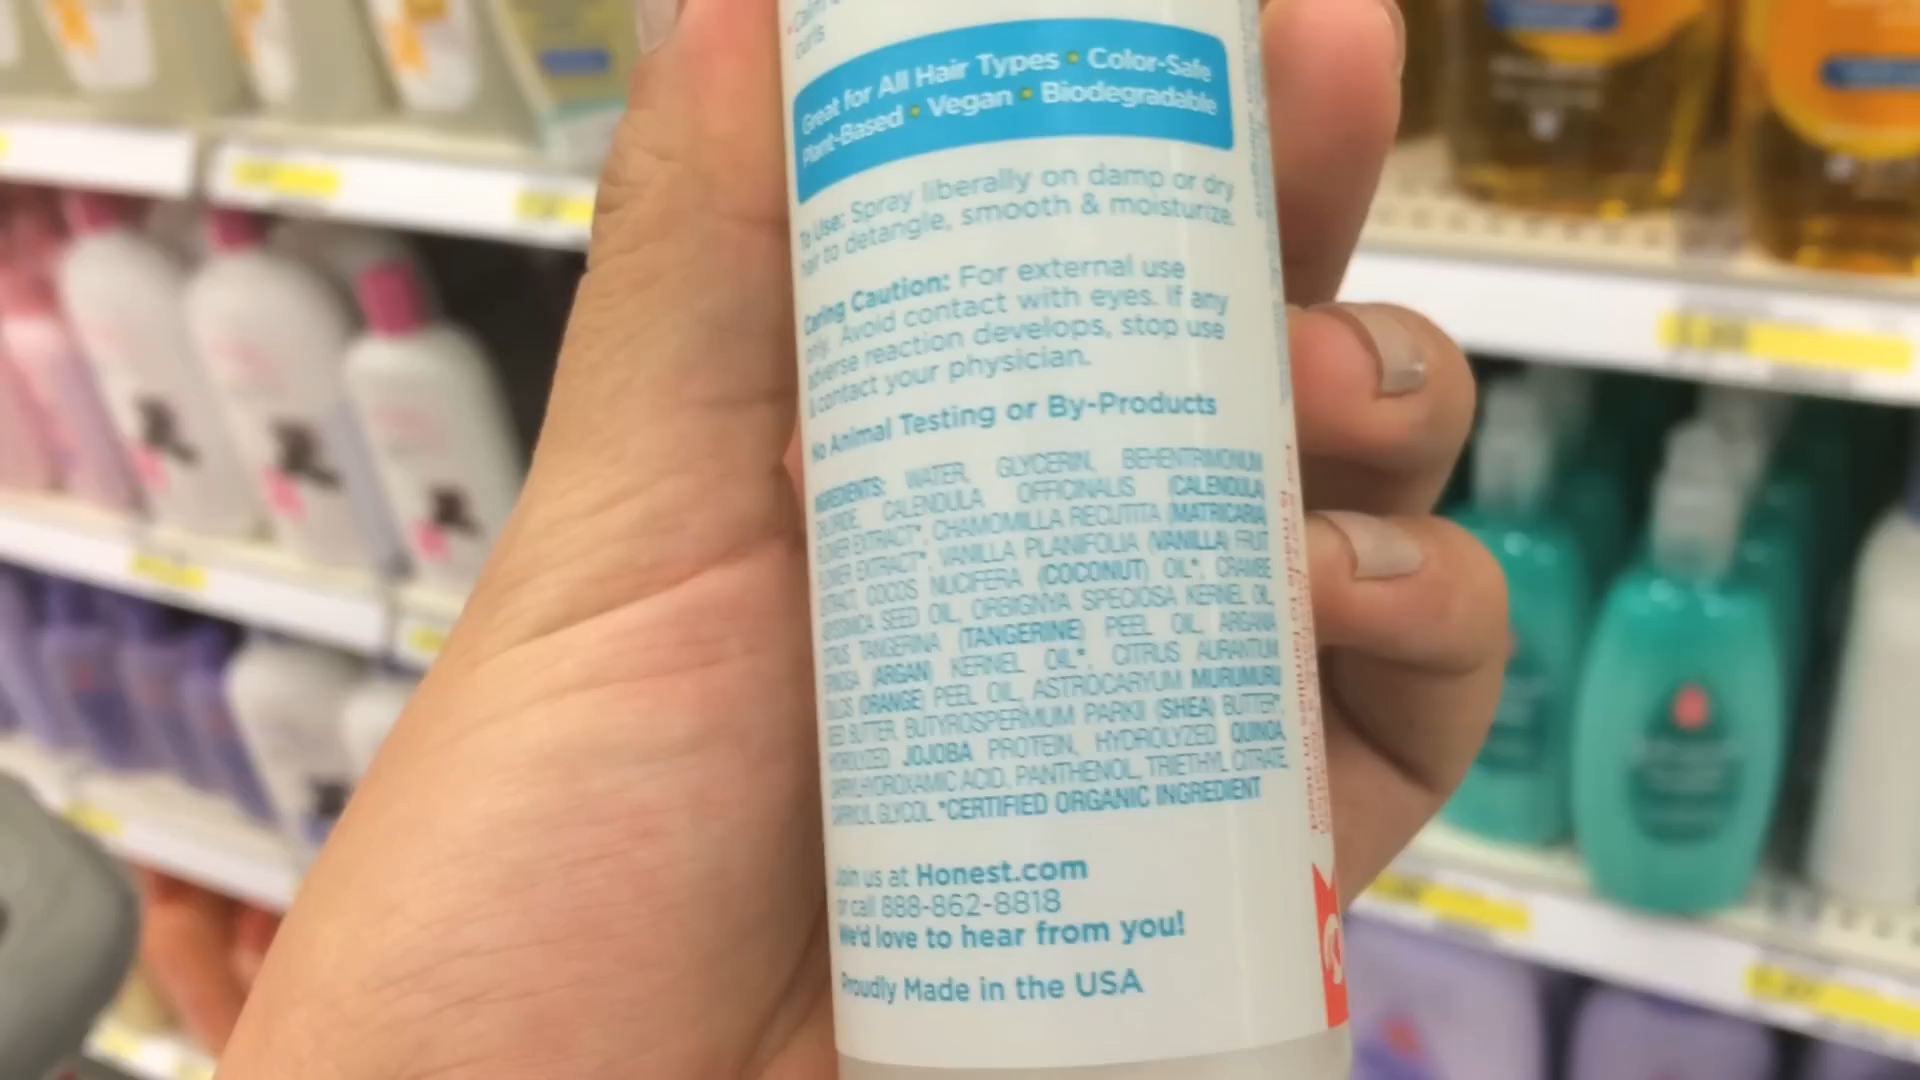 curls
Great for All Hair Types • Color-Safe
Plant-Based • Vegan • Biodegradable
To Use: Spray liberally on damp or dry
hair to detangle, smooth & moisturize.
Caring Caution: For external use
only. Avoid contact with eyes. If any
adverse reaction develops, stop use
& contact your physician.
No Animal Testing or By-Products
INGREDIENTS: WATER, GLYCERIN, BEHENTRIMONIUM
CHLORIDE, CALENDULA OFFICINALIS (CALENDULA)
FLOWER EXTRACT*, CHAMOMILLA RECUTITA (MATRICARIA)
FLOWER EXTRACT*, VANILLA PLANIFOLIA (VANILLA) FRUIT
EXTRACT, COCOS NUCIFERA (COCONUT) OIL*, CRAMBE
ABYSSINICA SEED OIL, ORBIGNYA SPECIOSA KERNEL OIL,
CITRUS TANGERINA (TANGERINE) PEEL OIL, ARGANIA
SPINOSA (ARGAN) KERNEL OIL*, CITRUS AURANTIUM
DULCIS (ORANGE) PEEL OIL, ASTROCARYUM MURUMURU
SEED BUTTER, BUTYROSPERMUM PARKII (SHEA) BUTTER*,
HYDROLYZED JOJOBA PROTEIN, HYDROLYZED QUINOA,
CAPRYLHYDROXAMIC ACID, PANTHENOL, TRIETHYL CITRATE,
CAPRYLYL GLYCOL *CERTIFIED ORGANIC INGREDIENT
Join us at Honest.com
or call 888-862-8818
We'd love to hear from you!
Proudly Made in the USA